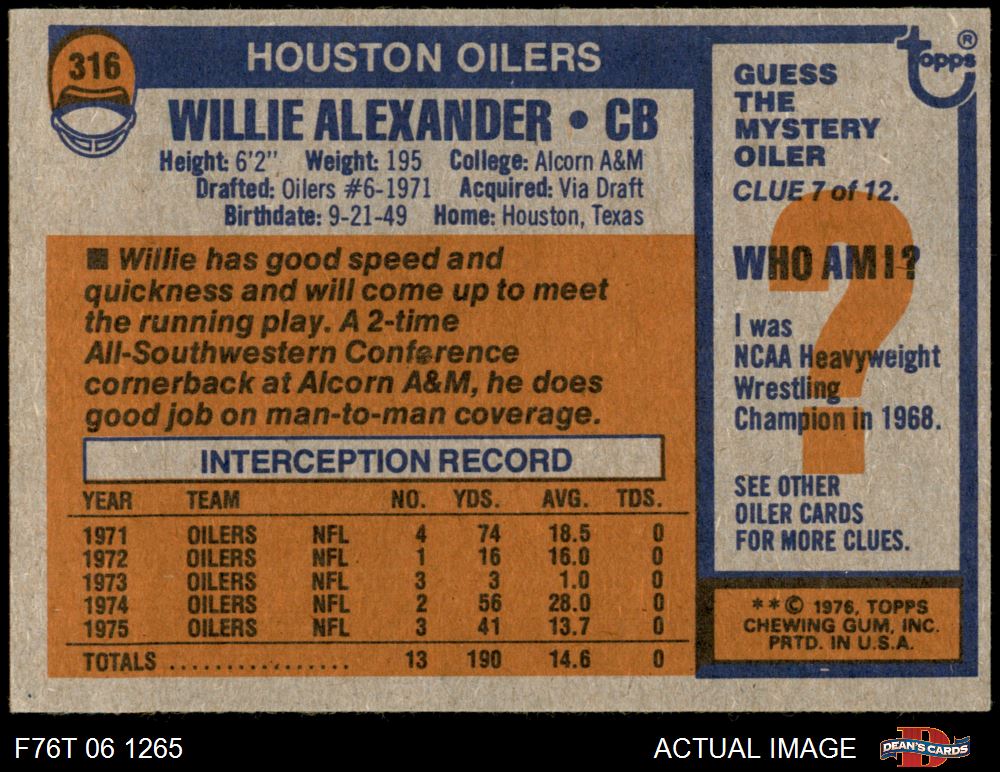 316
HOUSTON OILERS
WILLIE ALEXANDER • CB
Height: 6'2" Weight: 195 College: Alcorn A&M
Drafted: Oilers #6-1971 Acquired: Via Draft
Birthdate: 9-21-49 Home: Houston, Texas
■ Willie has good speed and
quickness and will come up to meet
the running play. A 2-time
All-Southwestern Conference
cornerback at Alcorn A&M, he does
good job on man-to-man coverage.
INTERCEPTION RECORD
YEAR TEAM NO. YDS. AVG. TDS.
1971 OILERS NFL 4 74 18.5 0
1972 OILERS NFL 1 16 16.0 0
1973 OILERS NFL 3 3 1.0 0
1974 OILERS NFL 2 56 28.0 0
1975 OILERS NFL 3 41 13.7 0
TOTALS ................ 13 190 14.6 0
Topps ®
GUESS
THE
MYSTERY
OILER
CLUE 7 of 12.
?
WHO AM I?
I was
NCAA Heavyweight
Wrestling
Champion in 1968.
SEE OTHER
OILER CARDS
FOR MORE CLUES.
**© 1976, TOPPS
CHEWING GUM, INC.
PRTD. IN U.S.A.
F76T 06 1265
ACTUAL IMAGE
D
DEAN'S CARDS